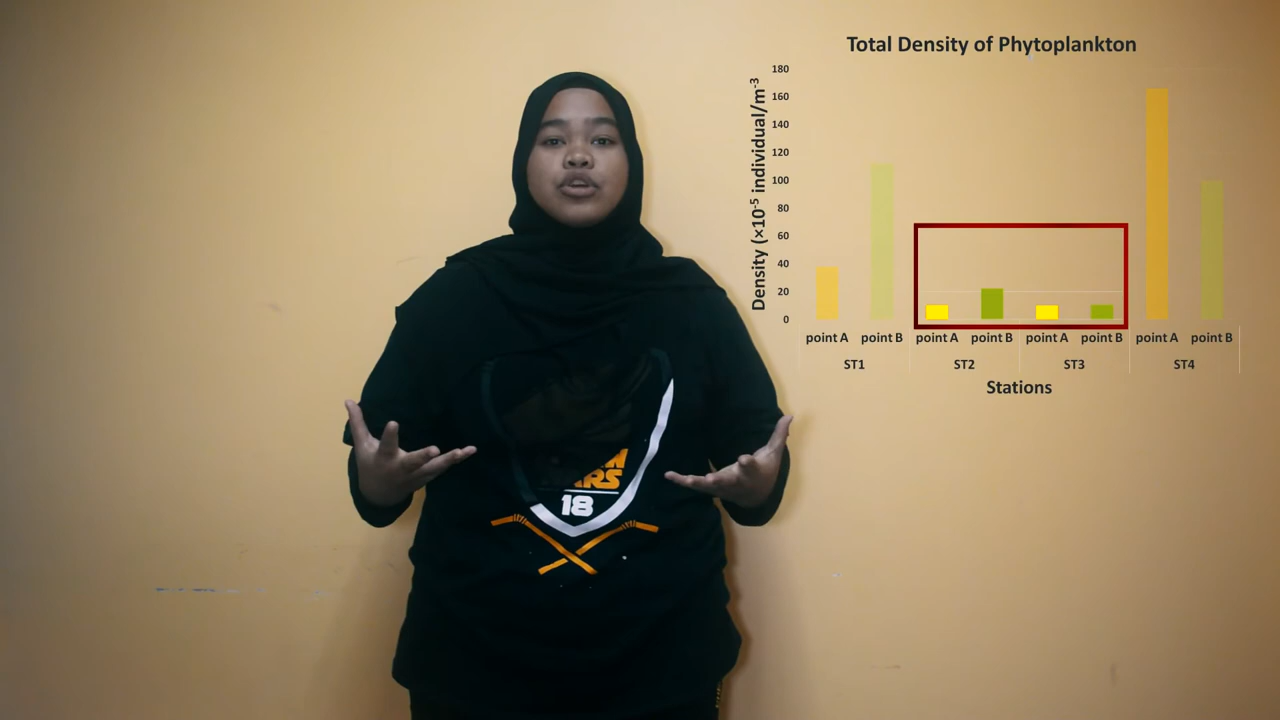 Total Density of Phytoplankton
Density (×10⁻⁵ individual/m⁻³
180
160
140
120
100
80
60
40
20
0
point A point B point A point B point A point B point A point B
ST1 ST2 ST3 ST4
Stations
18